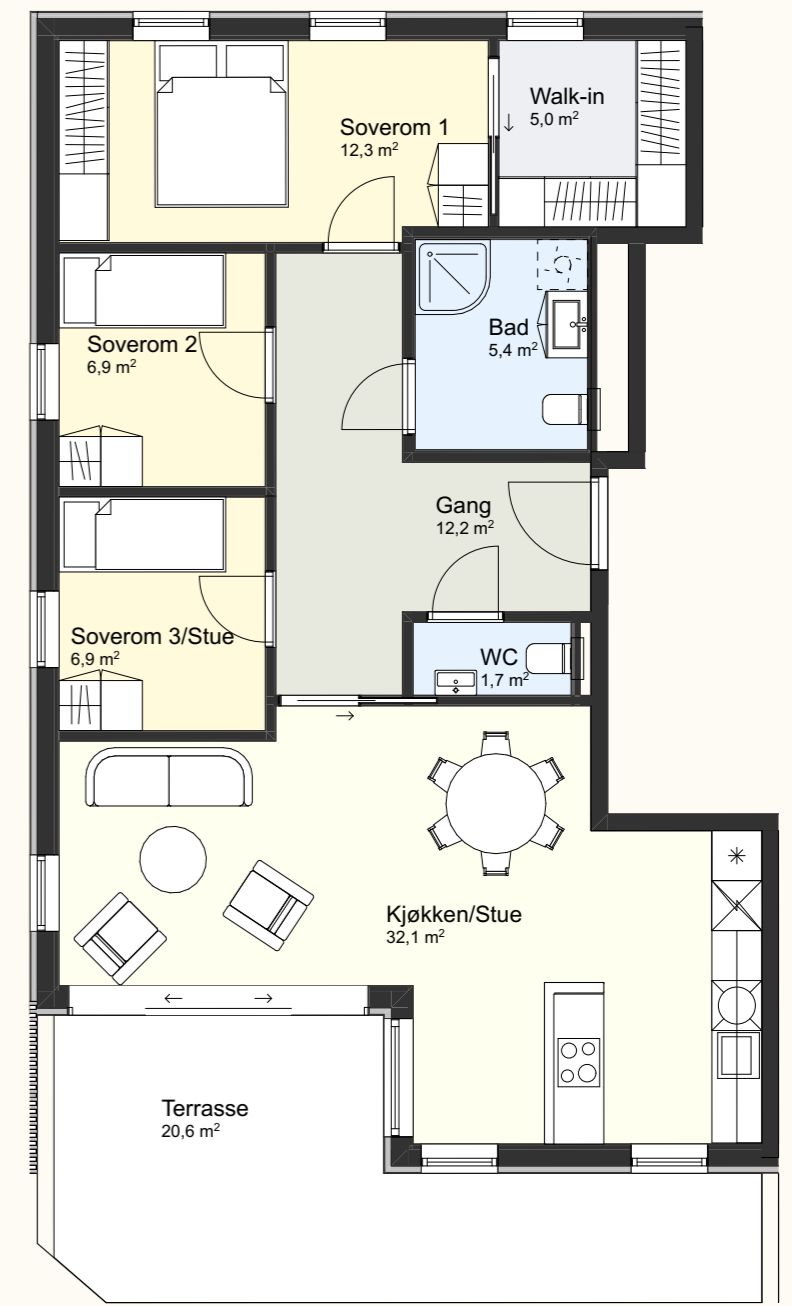 Soverom 1
12,3 m²
Walk-in
5,0 m²
Soverom 2
6,9 m²
Bad
5,4 m²
Gang
12,2 m²
Soverom 3/Stue
6,9 m²
WC
1,7 m²
Kjøkken/Stue
32,1 m²
Terrasse
20,6 m²